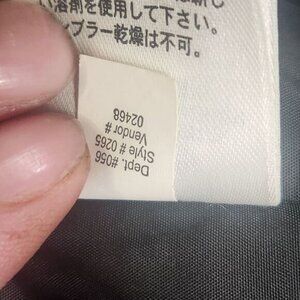 い溶剤を使用して下さい。
ンブラー乾燥は不可。
Dept. #056
Style # 0265
Vendor#
02468